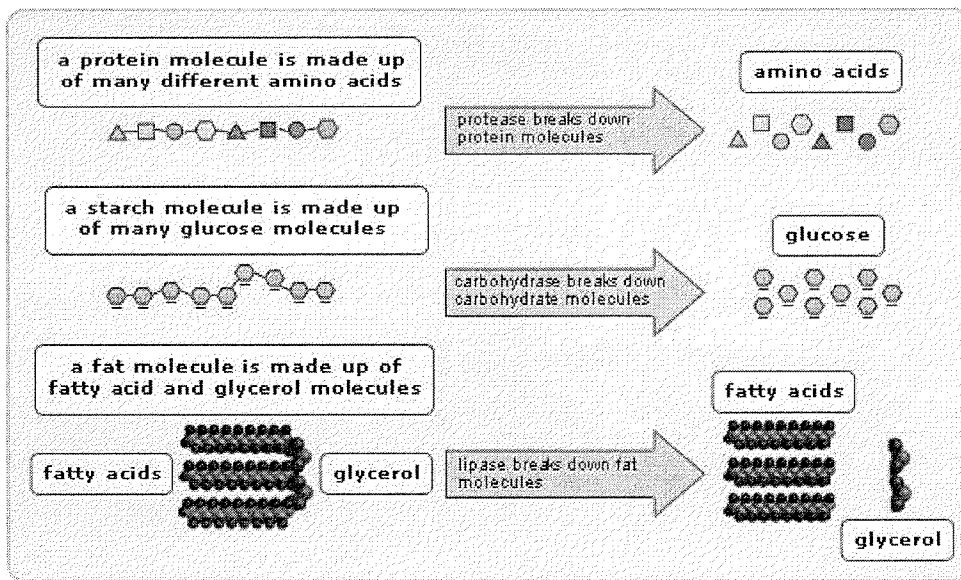 a protein molecule is made up
of many different amino acids
protease breaks down
protein molecules
amino acids
a starch molecule is made up
of many glucose molecules
carbohydrase breaks down
carbohydrate molecules
glucose
a fat molecule is made up of
fatty acid and glycerol molecules
fatty acids
glycerol
lipase breaks down fat
molecules
fatty acids
glycerol